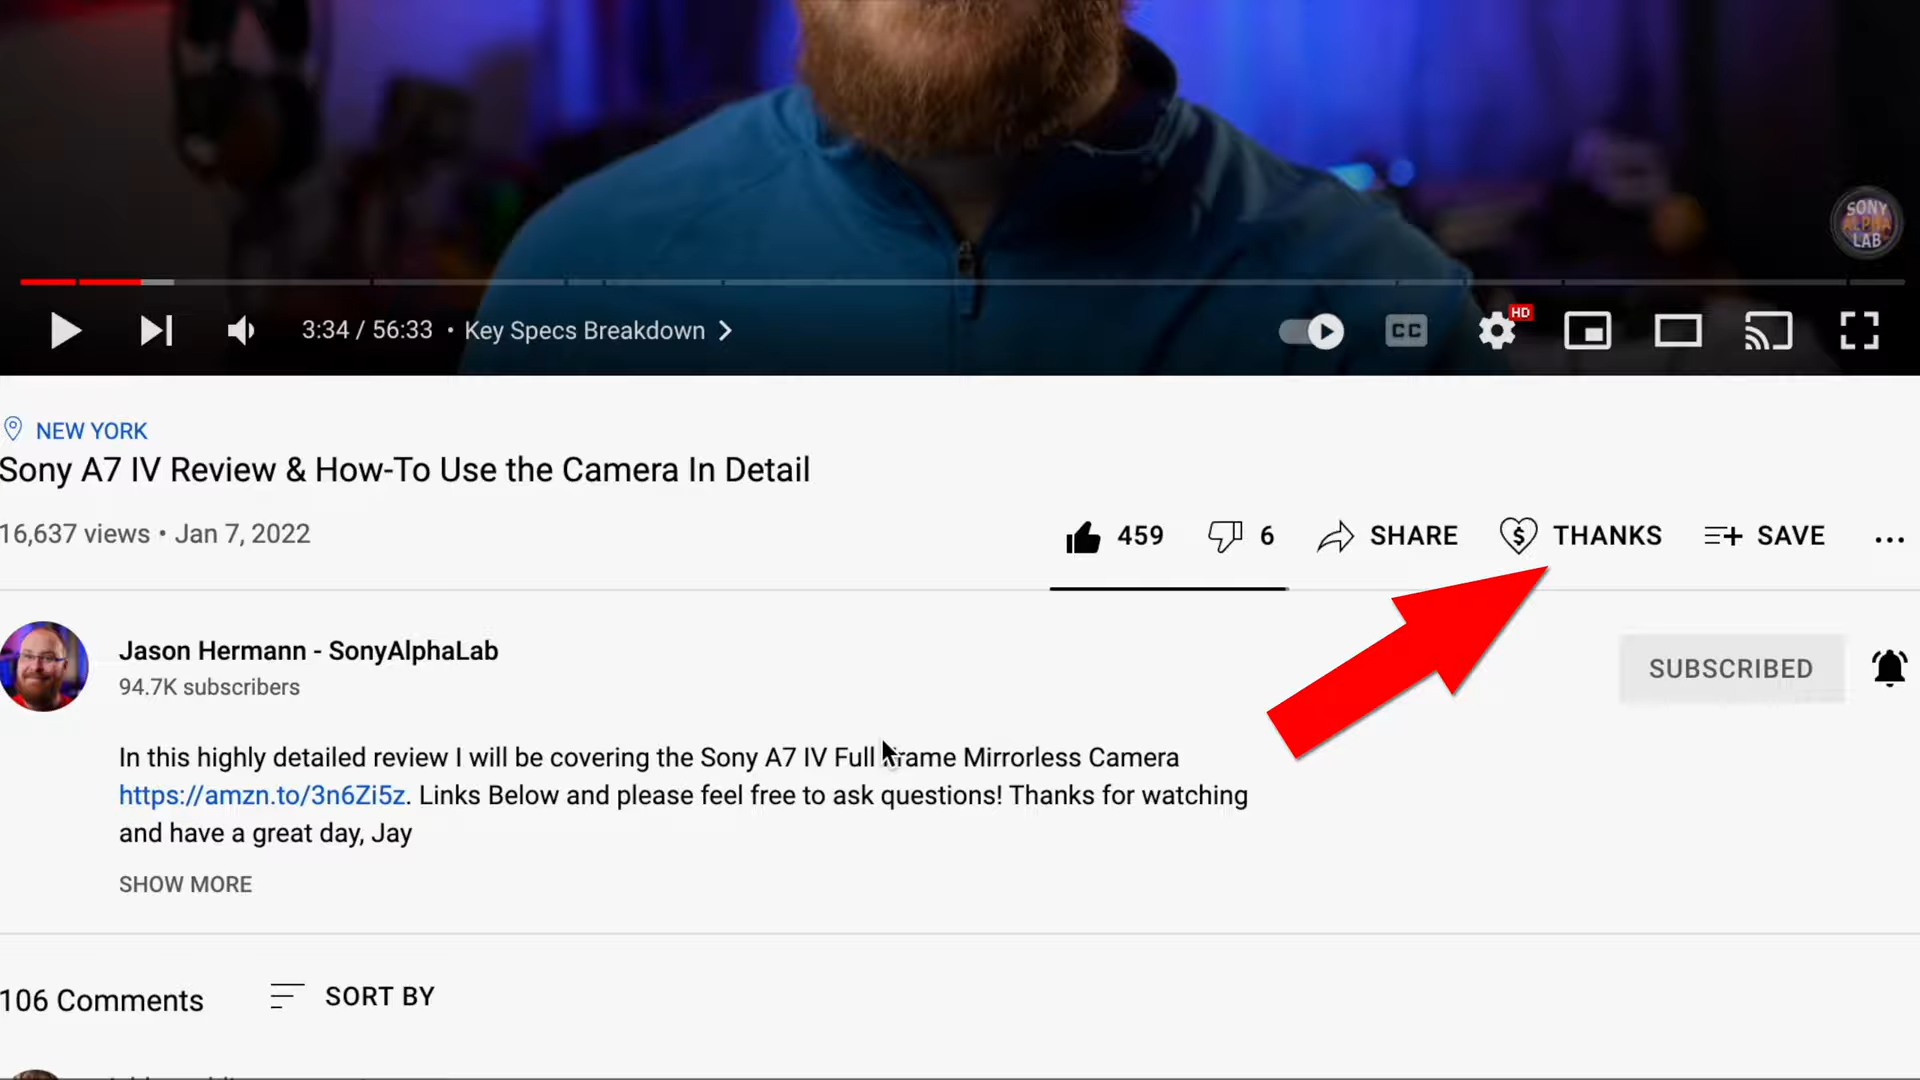 SONY
ALPHA
LAB
3:34 / 56:33 • Key Specs Breakdown
CC
HD
NEW YORK
Sony A7 IV Review & How-To Use the Camera In Detail
16,637 views • Jan 7, 2022
459
6
SHARE
$
THANKS
SAVE
...
Jason Hermann - SonyAlphaLab
94.7K subscribers
SUBSCRIBED
In this highly detailed review I will be covering the Sony A7 IV Full Frame Mirrorless Camera
https://amzn.to/3n6Zi5z. Links Below and please feel free to ask questions! Thanks for watching
and have a great day, Jay
SHOW MORE
106 Comments
SORT BY